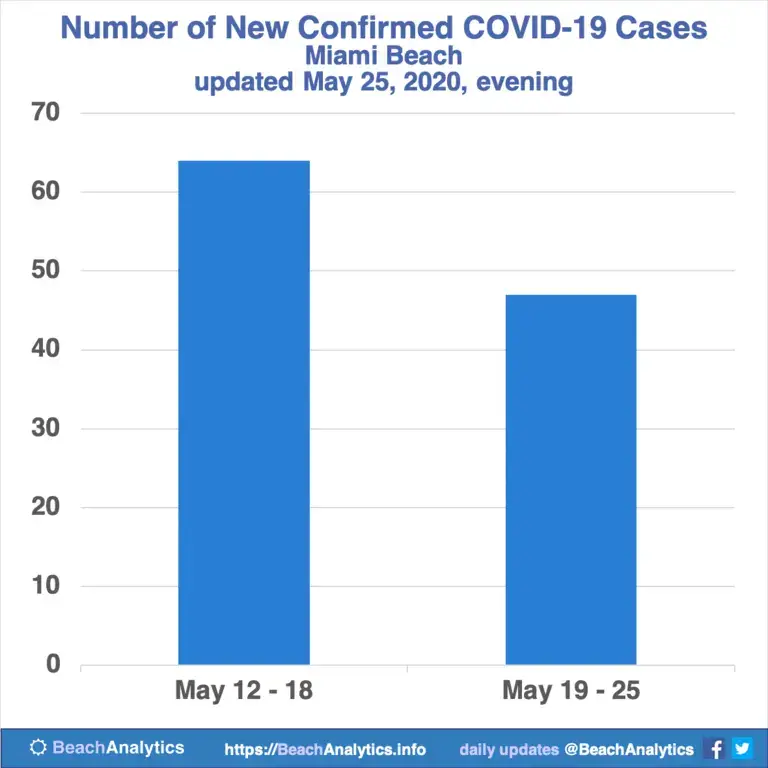 Number of New Confirmed COVID-19 Cases
Miami Beach
updated May 25, 2020, evening
70
60
50
40
30
20
10
0
May 12 - 18
May 19 - 25
BeachAnalytics
https://BeachAnalytics.info
daily updates @BeachAnalytics